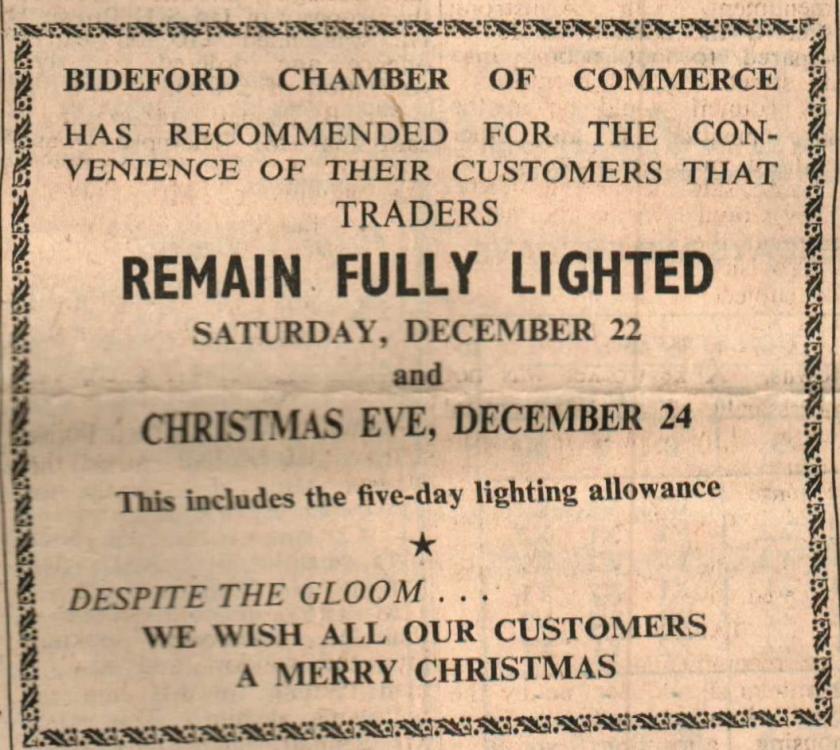 BIDEFORD CHAMBER OF COMMERCE
HAS RECOMMENDED FOR THE CON-
VENIENCE OF THEIR CUSTOMERS THAT
TRADERS
REMAIN FULLY LIGHTED
SATURDAY, DECEMBER 22
and
CHRISTMAS EVE, DECEMBER 24
This includes the five-day lighting allowance
★
DESPITE THE GLOOM . . .
WE WISH ALL OUR CUSTOMERS
A MERRY CHRISTMAS